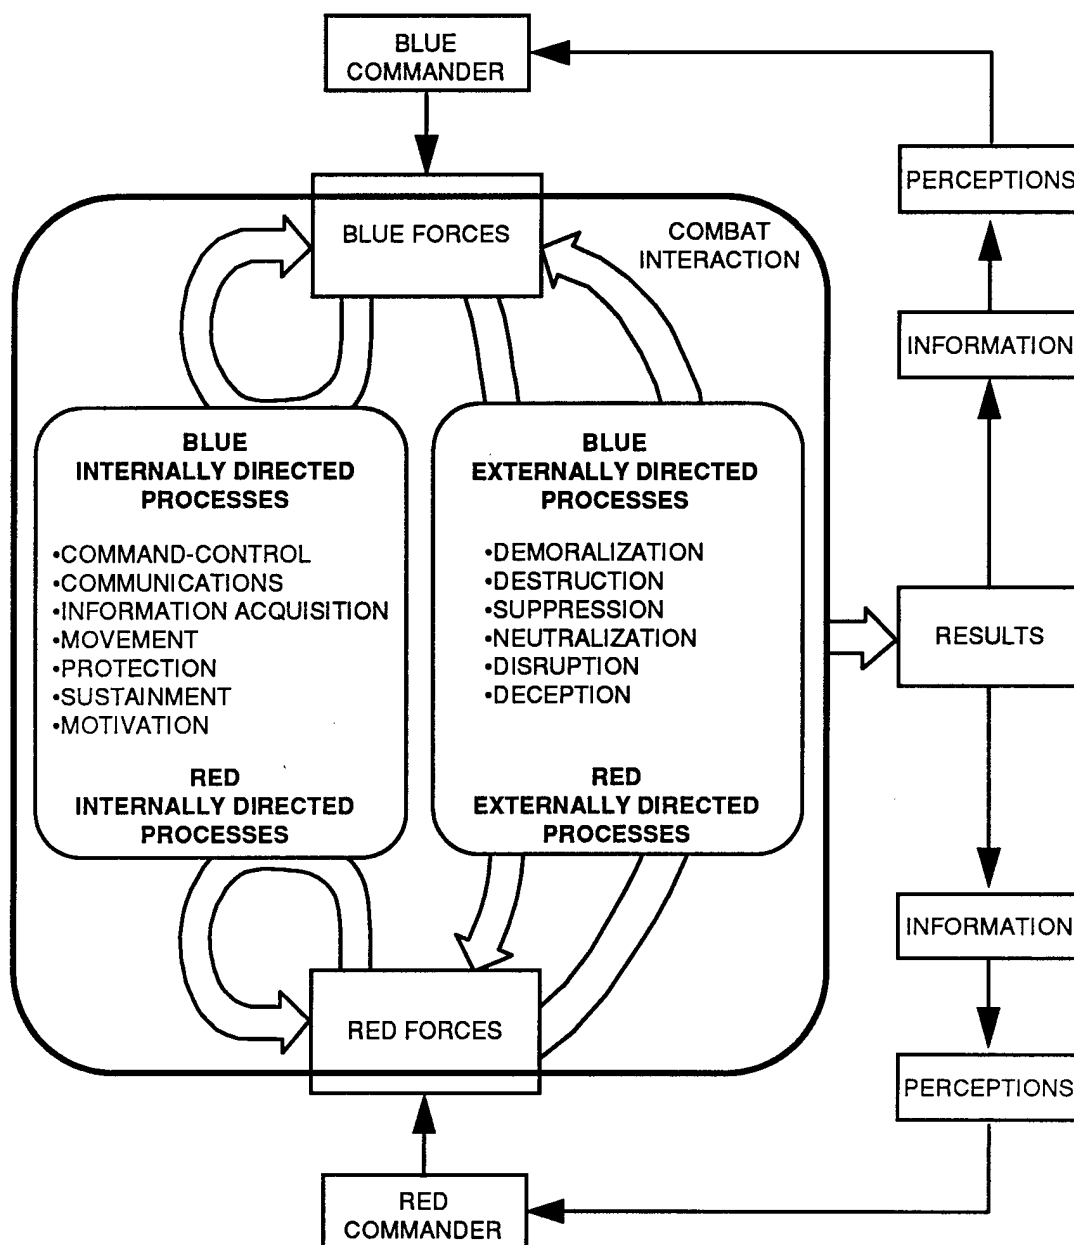 BLUE
COMMANDER
PERCEPTIONS
BLUE FORCES
COMBAT
INTERACTION
INFORMATION
BLUE
INTERNALLY DIRECTED
PROCESSES
•COMMAND-CONTROL
•COMMUNICATIONS
•INFORMATION ACQUISITION
•MOVEMENT
•PROTECTION
•SUSTAINMENT
•MOTIVATION
RED
INTERNALLY DIRECTED
PROCESSES
BLUE
EXTERNALLY DIRECTED
PROCESSES
•DEMORALIZATION
•DESTRUCTION
•SUPPRESSION
•NEUTRALIZATION
•DISRUPTION
•DECEPTION
RED
EXTERNALLY DIRECTED
PROCESSES
RESULTS
INFORMATION
RED FORCES
PERCEPTIONS
RED
COMMANDER